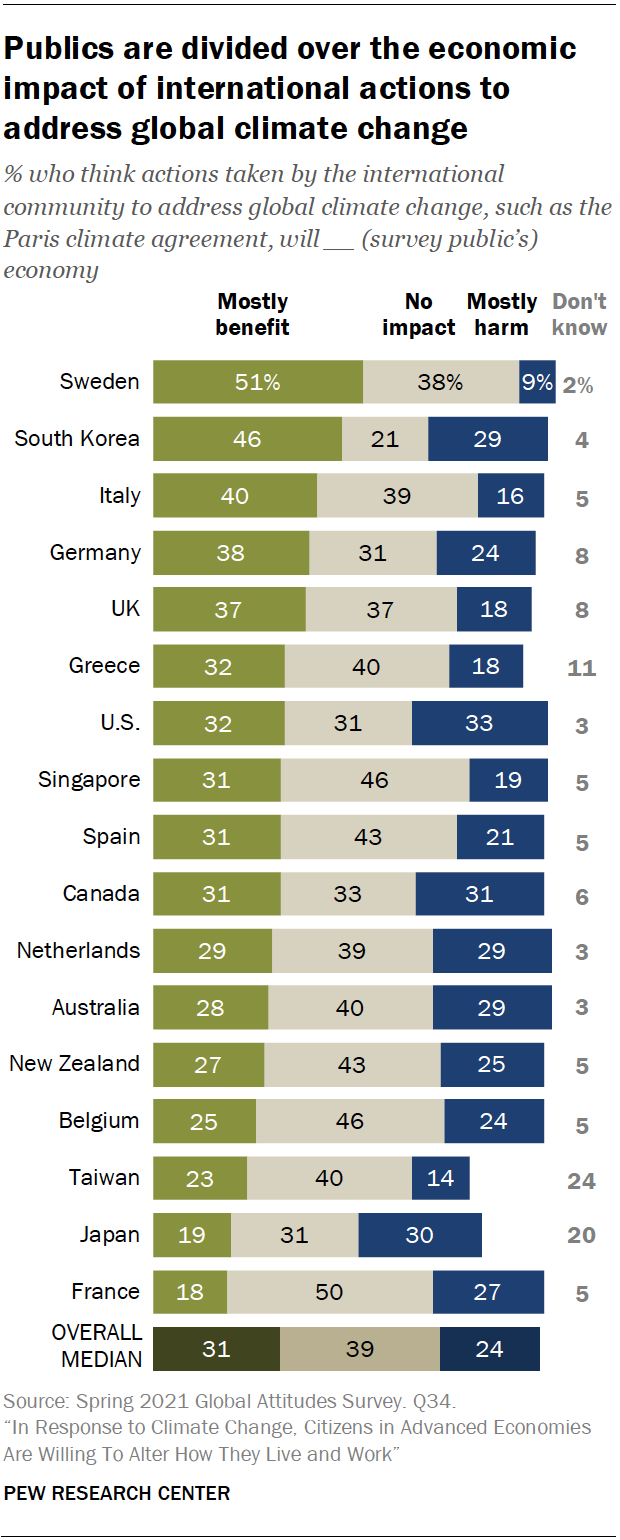 Publics are divided over the economic
impact of international actions to
address global climate change
% who think actions taken by the international
community to address global climate change, such as the
Paris climate agreement, will __ (survey public's)
economy
Mostly benefit No impact Mostly harm Don't know
Sweden 51% 38% 9% 2%
South Korea 46 21 29 4
Italy 40 39 16 5
Germany 38 31 24 8
UK 37 37 18 8
Greece 32 40 18 11
U.S. 32 31 33 3
Singapore 31 46 19 5
Spain 31 43 21 5
Canada 31 33 31 6
Netherlands 29 39 29 3
Australia 28 40 29 3
New Zealand 27 43 25 5
Belgium 25 46 24 5
Taiwan 23 40 14 24
Japan 19 31 30 20
France 18 50 27 5
OVERALL MEDIAN 31 39 24
Source: Spring 2021 Global Attitudes Survey. Q34.
“In Response to Climate Change, Citizens in Advanced Economies
Are Willing To Alter How They Live and Work”
PEW RESEARCH CENTER